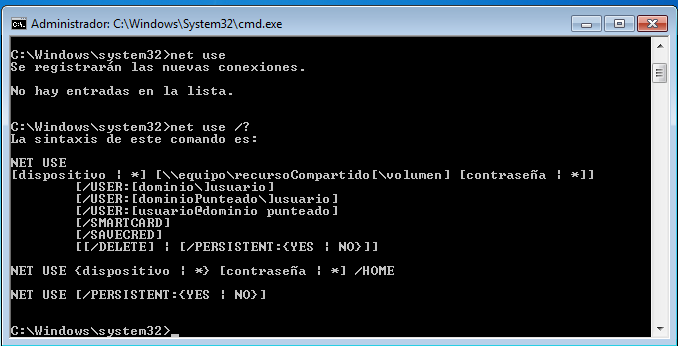 Administrador: C:\Windows\System32\cmd.exe
C:\Windows\system32>net use
Se registrarán las nuevas conexiones.
No hay entradas en la lista.
C:\Windows\system32>net use /?
La sintaxis de este comando es:
NET USE
[dispositivo | *] [\\equipo\recursoCompartido[\volumen] [contraseña | *]]
        [/USER:[dominio\]usuario]
        [/USER:[dominioPunteado\]usuario]
        [/USER:[usuario@dominio punteado]
        [/SMARTCARD]
        [/SAVECRED]
        [[/DELETE] | [/PERSISTENT:{YES | NO}]]
NET USE {dispositivo | *} [contraseña | *] /HOME
NET USE [/PERSISTENT:{YES | NO}]
C:\Windows\system32>_